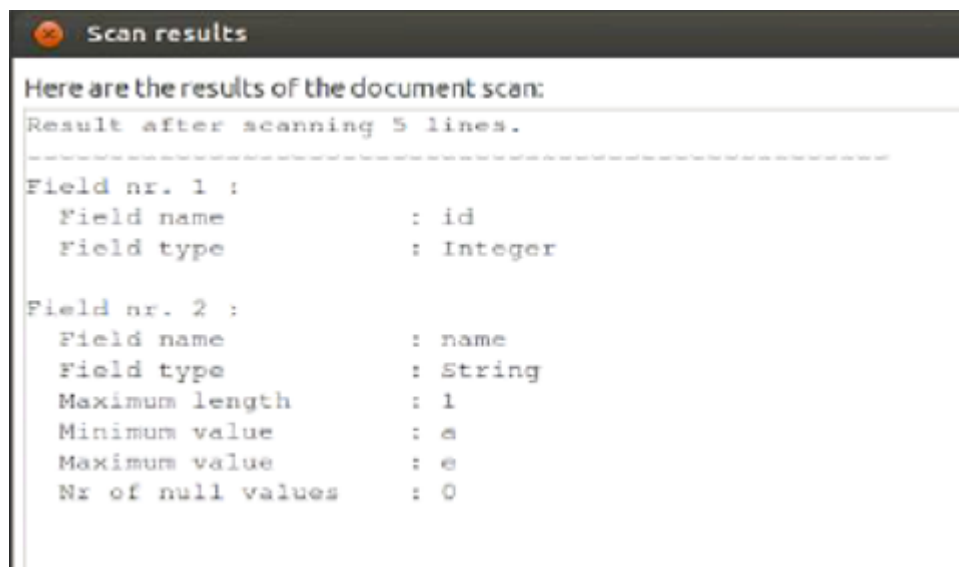 Scan results
Here are the results of the document scan:
Result after scanning 5 lines.
----------------------------------------------------
Field nr. 1 :
Field name : id
Field type : Integer
Field nr. 2 :
Field name : name
Field type : String
Maximum length : 1
Minimum value : a
Maximum value : e
Nr of null values : 0